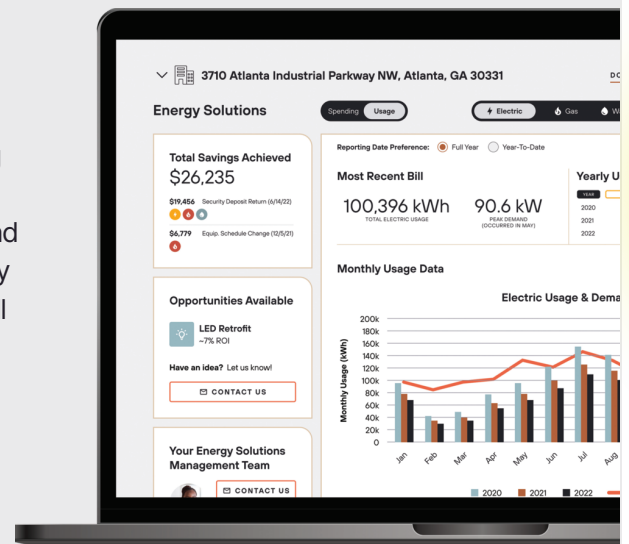 3710 Atlanta Industrial Parkway NW, Atlanta, GA 30331
Energy Solutions
Spending Usage
Electric Gas
Total Savings Achieved
$26,235
$19,456 Security Deposit Return (6/14/22)
$6,779 Equip. Schedule Change (12/5/21)
Opportunities Available
LED Retrofit
~7% ROI
Have an idea? Let us know!
CONTACT US
Your Energy Solutions
Management Team
CONTACT US
Reporting Date Preference: Full Year Year-To-Date
Most Recent Bill
100,396 kWh
TOTAL ELECTRIC USAGE
90.6 kW
PEAK DEMAND
(OCCURRED IN MAY)
Yearly U
YEAR
2020
2021
2022
Monthly Usage Data
Electric Usage & Dema
Monthly Usage (kWh)
200k
180k
160k
140k
120k
100k
80k
60k
40k
20k
0
Jan Feb Mar Apr May Jun Jul Aug
2020 2021 2022